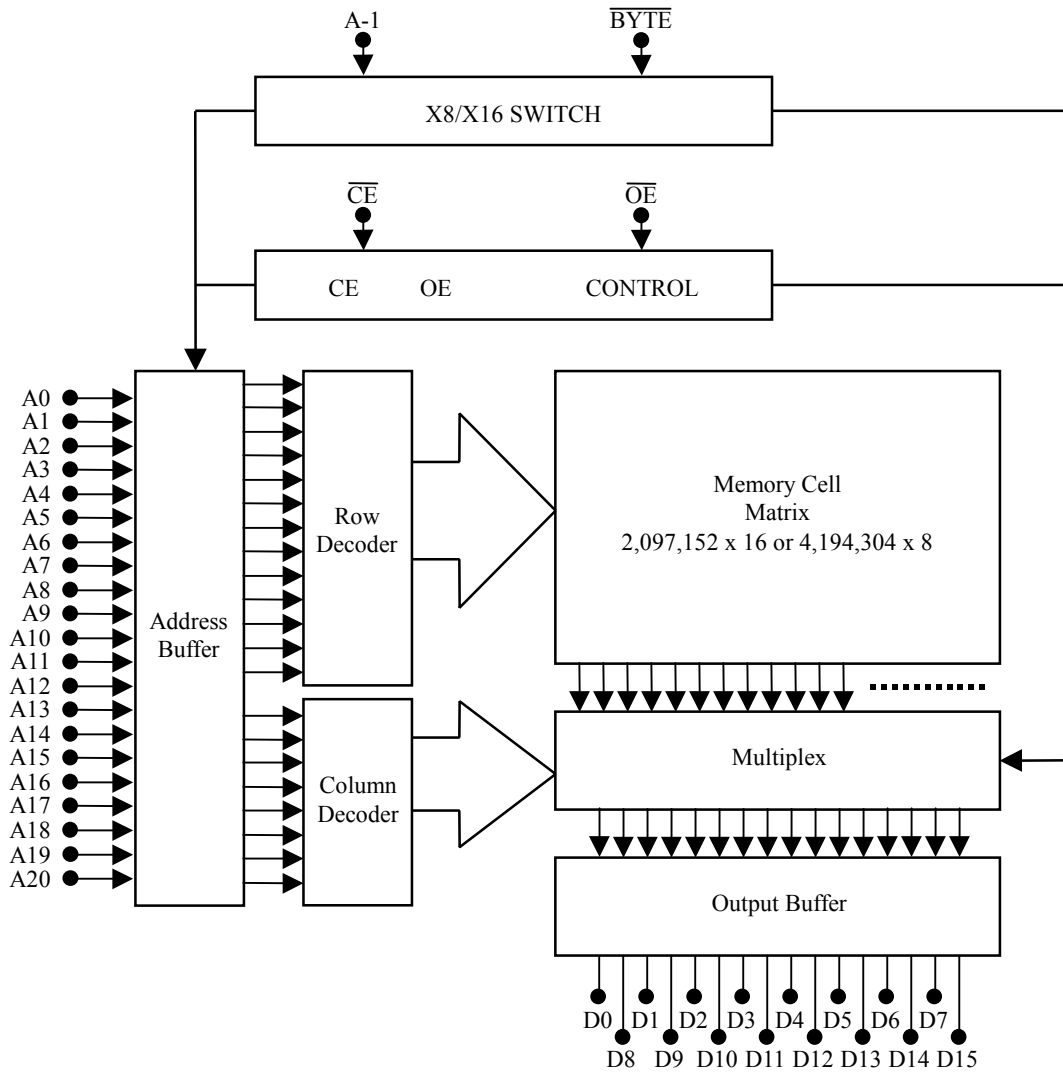 A-1 B̅Y̅T̅E̅
X8/X16 SWITCH
C̅E̅ O̅E̅
CE OE CONTROL
A0
A1
A2
A3
A4
A5
A6
A7
A8
A9
A10
A11
A12
A13
A14
A15
A16
A17
A18
A19
A20
Address
Buffer
Row
Decoder
Column
Decoder
Memory Cell
Matrix
2,097,152 x 16 or 4,194,304 x 8
Multiplex
Output Buffer
D0 D1 D2 D3 D4 D5 D6 D7
D8 D9 D10 D11 D12 D13 D14 D15